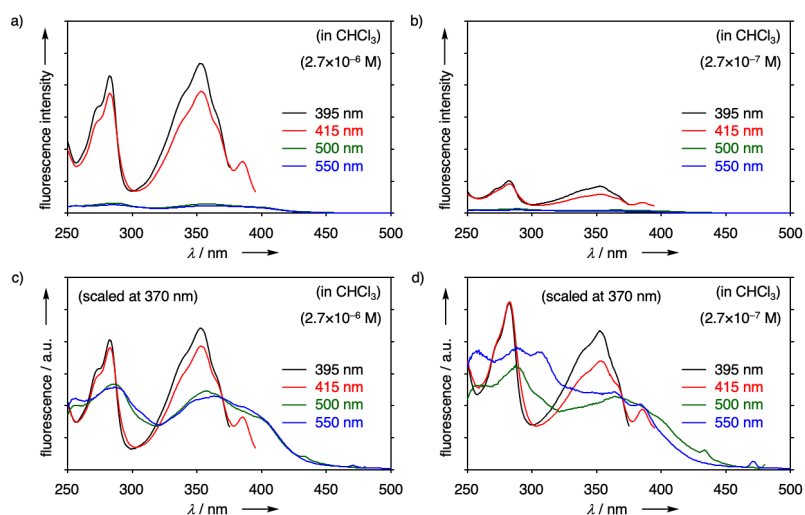 a)
(in CHCl₃)
(2.7×10⁻⁶ M)
395 nm
415 nm
500 nm
550 nm
fluorescence intensity
250 300 350 400 450 500
λ / nm
b)
(in CHCl₃)
(2.7×10⁻⁷ M)
395 nm
415 nm
500 nm
550 nm
fluorescence intensity
250 300 350 400 450 500
λ / nm
c)
(scaled at 370 nm)
(in CHCl₃)
(2.7×10⁻⁶ M)
395 nm
415 nm
500 nm
550 nm
fluorescence / a.u.
250 300 350 400 450 500
λ / nm
d)
(scaled at 370 nm)
(in CHCl₃)
(2.7×10⁻⁷ M)
395 nm
415 nm
500 nm
550 nm
fluorescence / a.u.
250 300 350 400 450 500
λ / nm